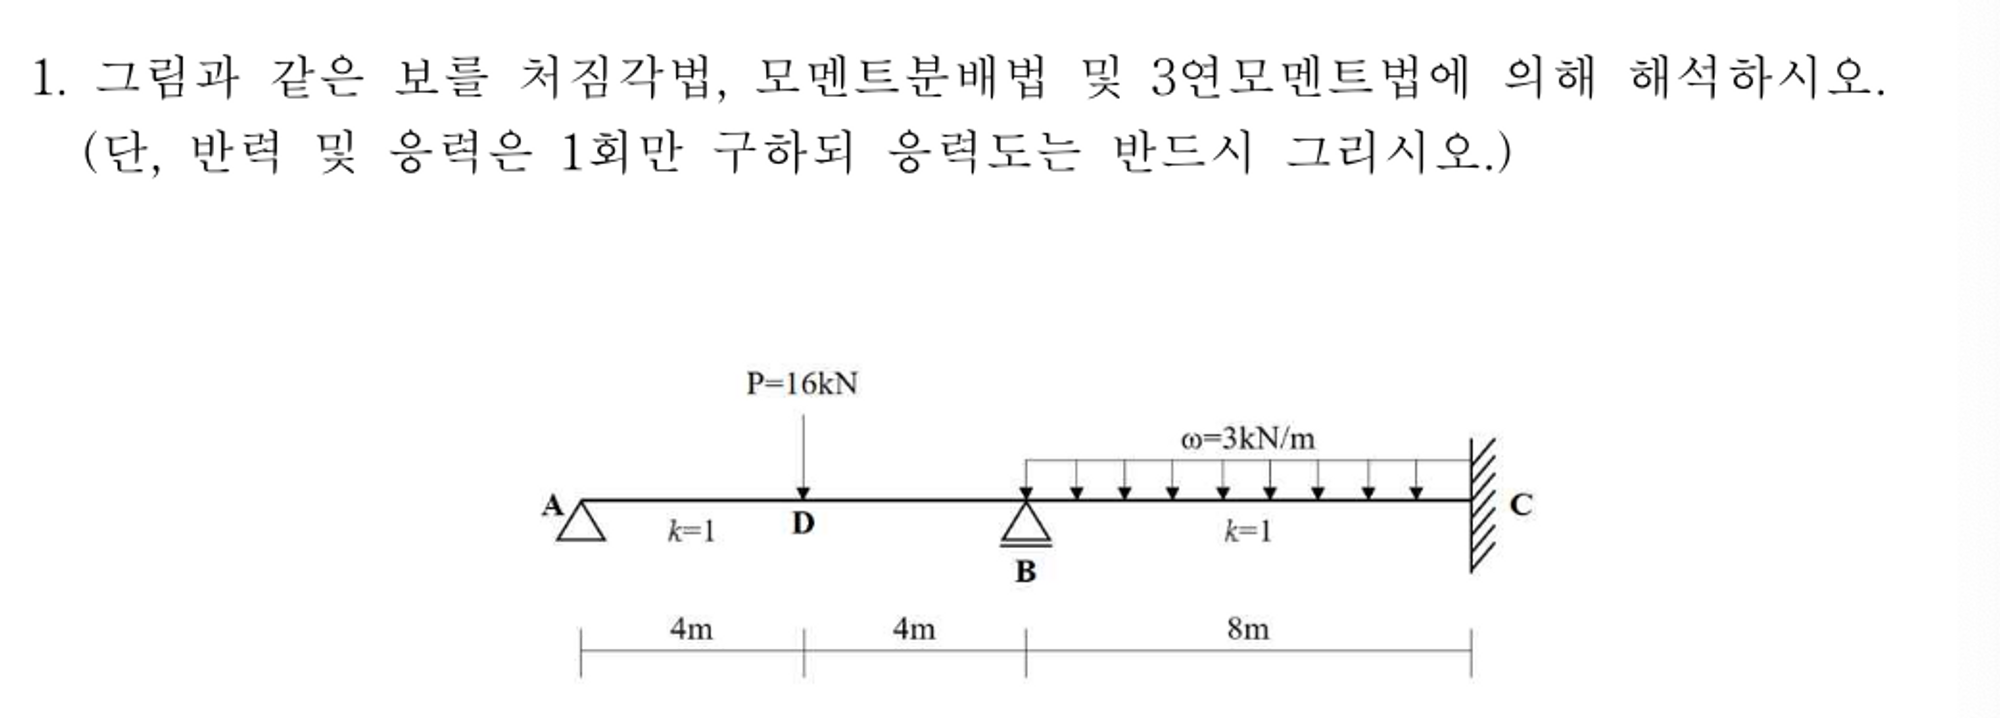 1. 그림과 같은 보를 처짐각법, 모멘트분배법 및 3연모멘트법에 의해 해석하시오.
(단, 반력 및 응력은 1회만 구하되 응력도는 반드시 그리시오.)
P=16kN
ω=3kN/m
A
k=1
D
k=1
C
B
4m
4m
8m